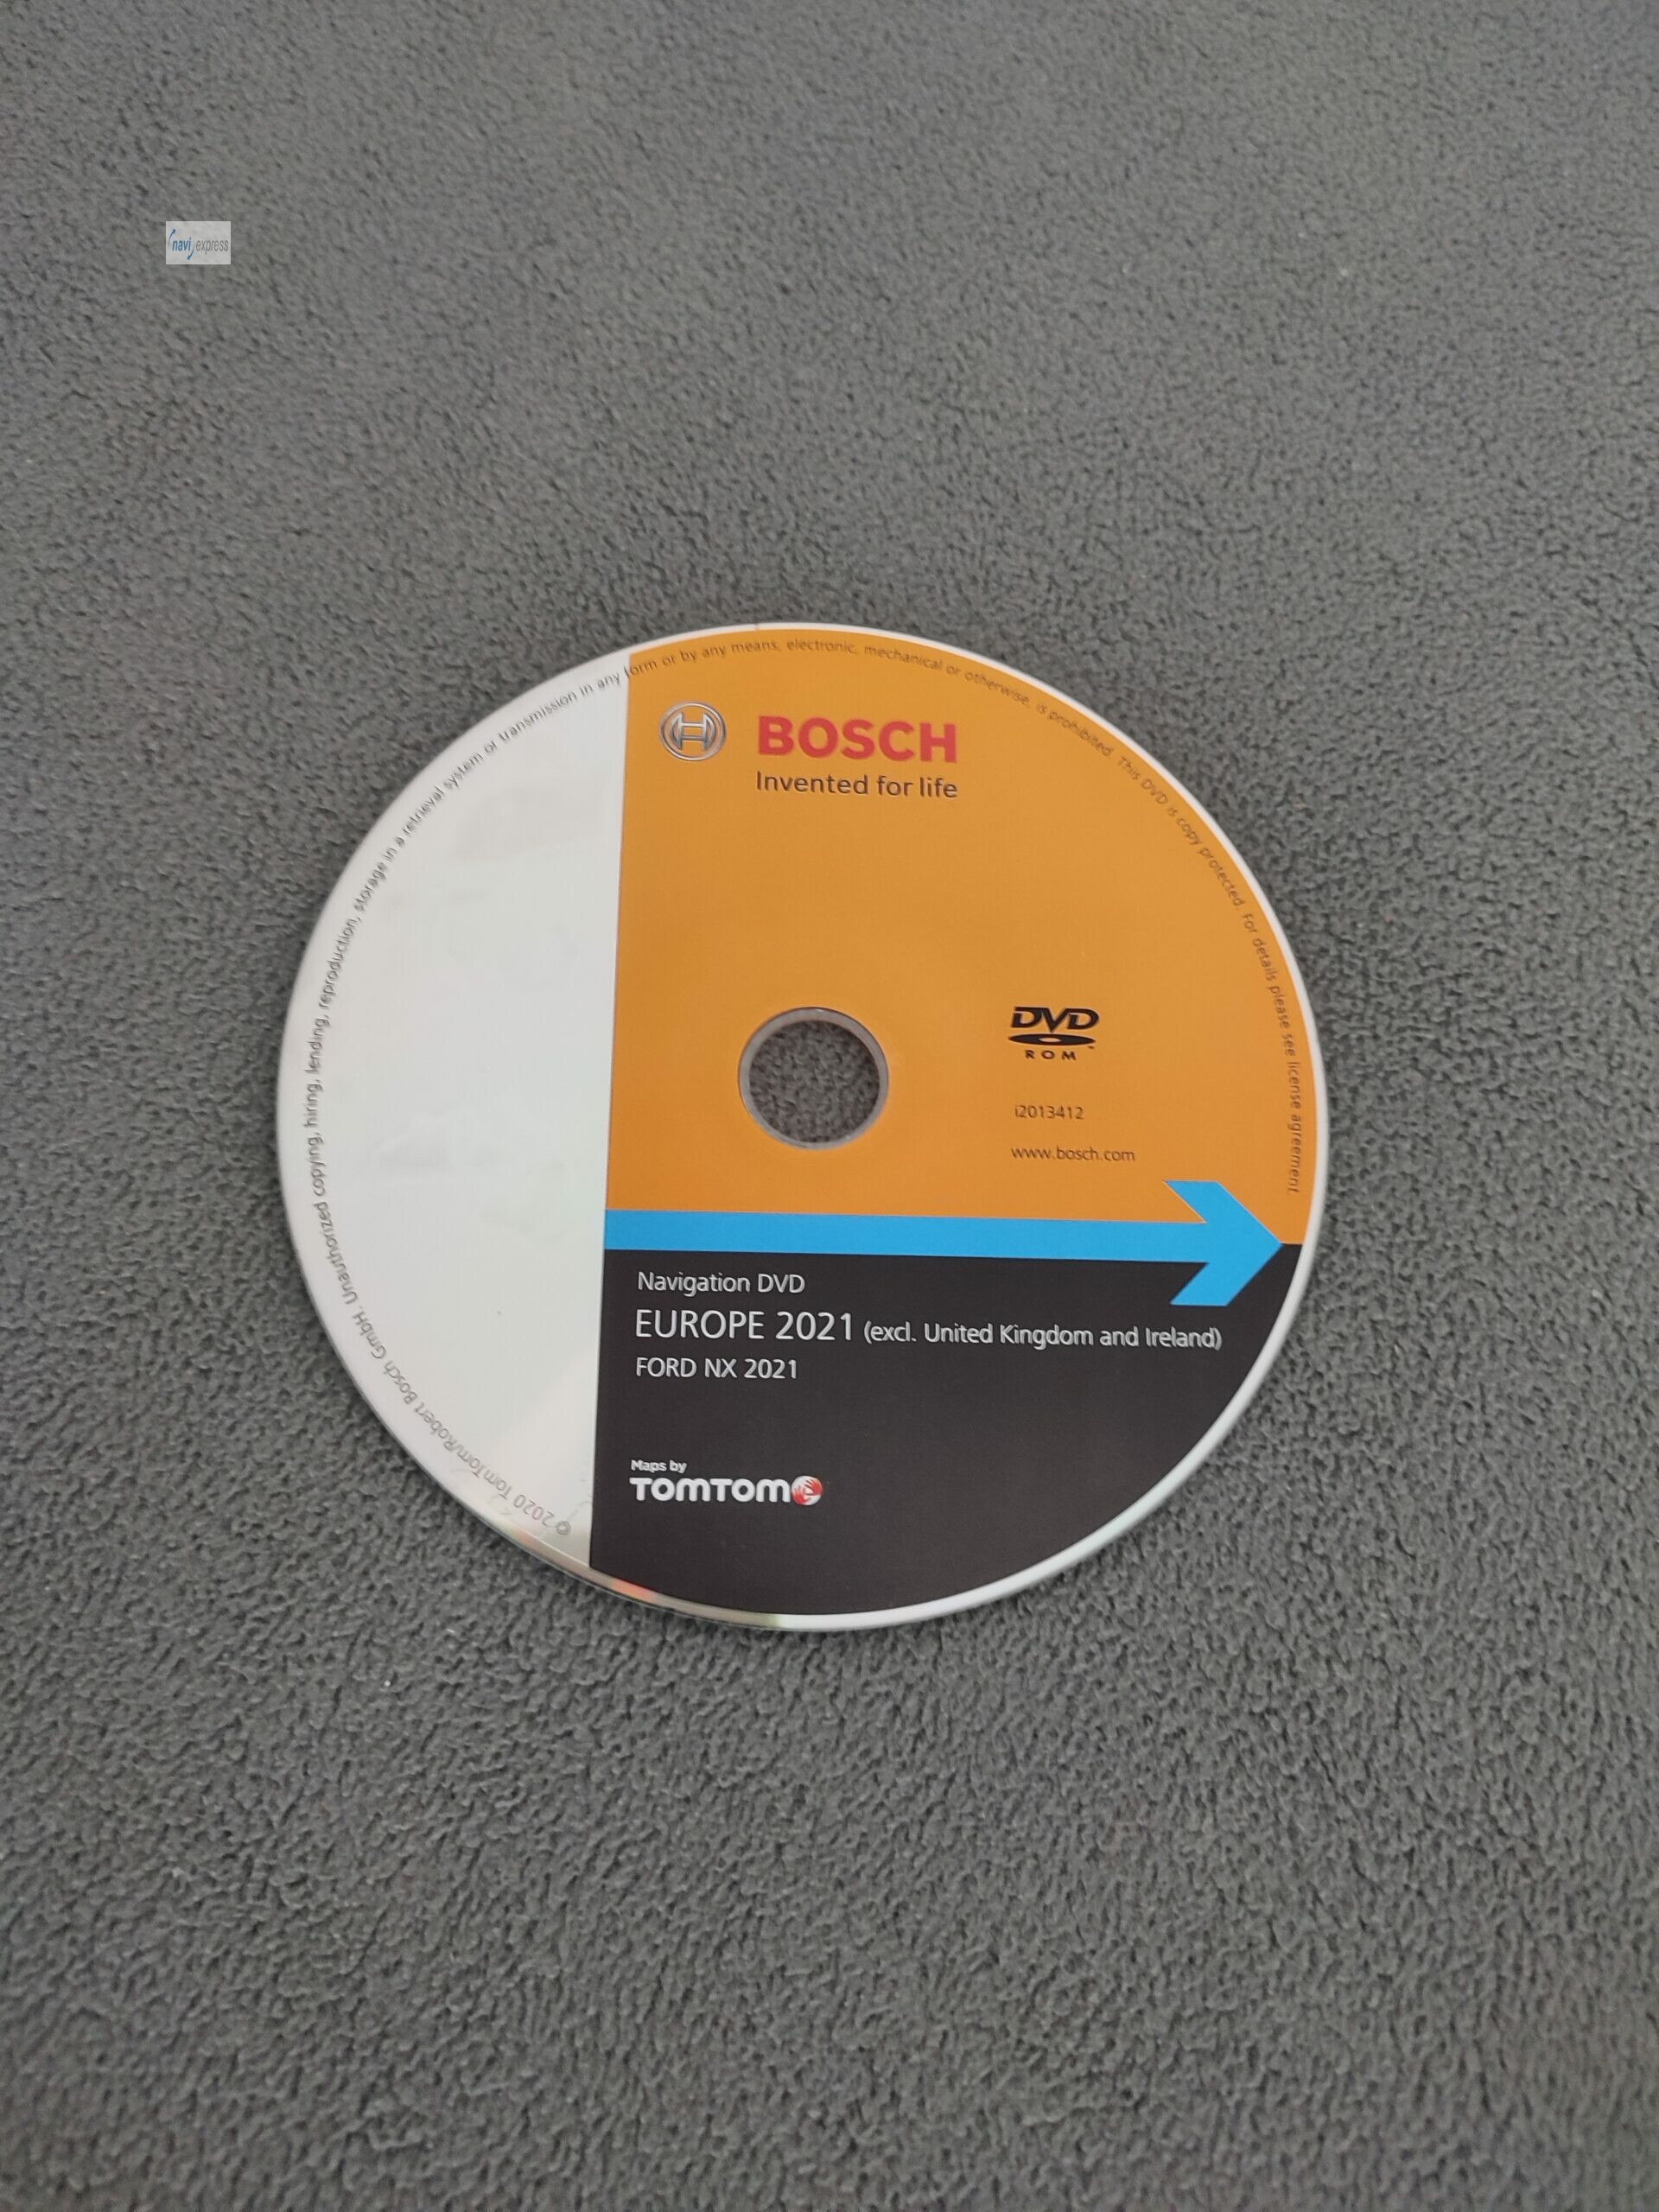 navi express
© 2020 TomTom/Robert Bosch GmbH. Unauthorized copying, hiring, lending, reproduction, storage in a retrieval system or transmission in any form or by any means, electronic, mechanical or otherwise, is prohibited. This DVD is copy protected. For details please see license agreement.
BOSCH
Invented for life
DVD
ROM
i2013412
www.bosch.com
Navigation DVD
EUROPE 2021 (excl. United Kingdom and Ireland)
FORD NX 2021
Maps by
TOMTOM